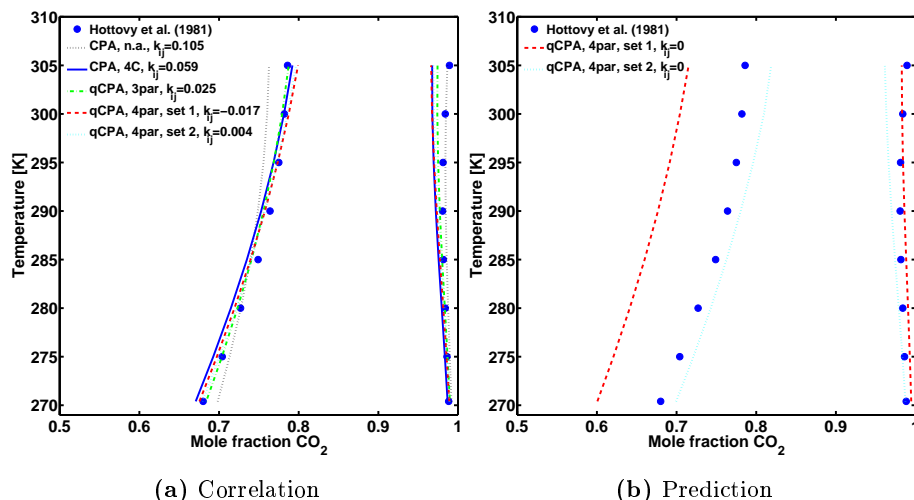 310
305
300
295
290
285
280
275
270
0.5
0.6
0.7
0.8
0.9
1
Temperature [K]
Mole fraction CO2
Hottovy et al. (1981)
CPA, n.a., kij=0.105
CPA, 4C, kij=0.059
qCPA, 3par, kij=0.025
qCPA, 4par, set 1, kij=−0.017
qCPA, 4par, set 2, kij=0.004
(a) Correlation
310
305
300
295
290
285
280
275
270
0.5
0.6
0.7
0.8
0.9
1
Temperature [K]
Mole fraction CO2
Hottovy et al. (1981)
qCPA, 4par, set 1, kij=0
qCPA, 4par, set 2, kij=0
(b) Prediction